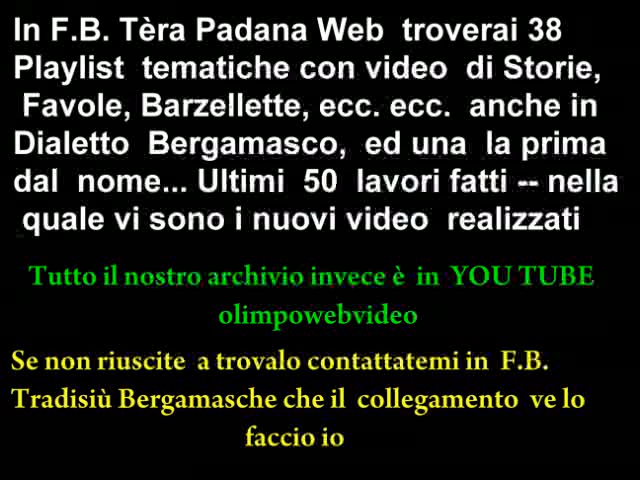 In F.B. Tèra Padana Web troverai 38
Playlist tematiche con video di Storie,
Favole, Barzellette, ecc. ecc. anche in
Dialetto Bergamasco, ed una la prima
dal nome... Ultimi 50 lavori fatti -- nella
quale vi sono i nuovi video realizzati
Tutto il nostro archivio invece è in YOU TUBE
olimpowebvideo
Se non riuscite a trovalo contattatemi in F.B.
Tradisiù Bergamasche che il collegamento ve lo
faccio io